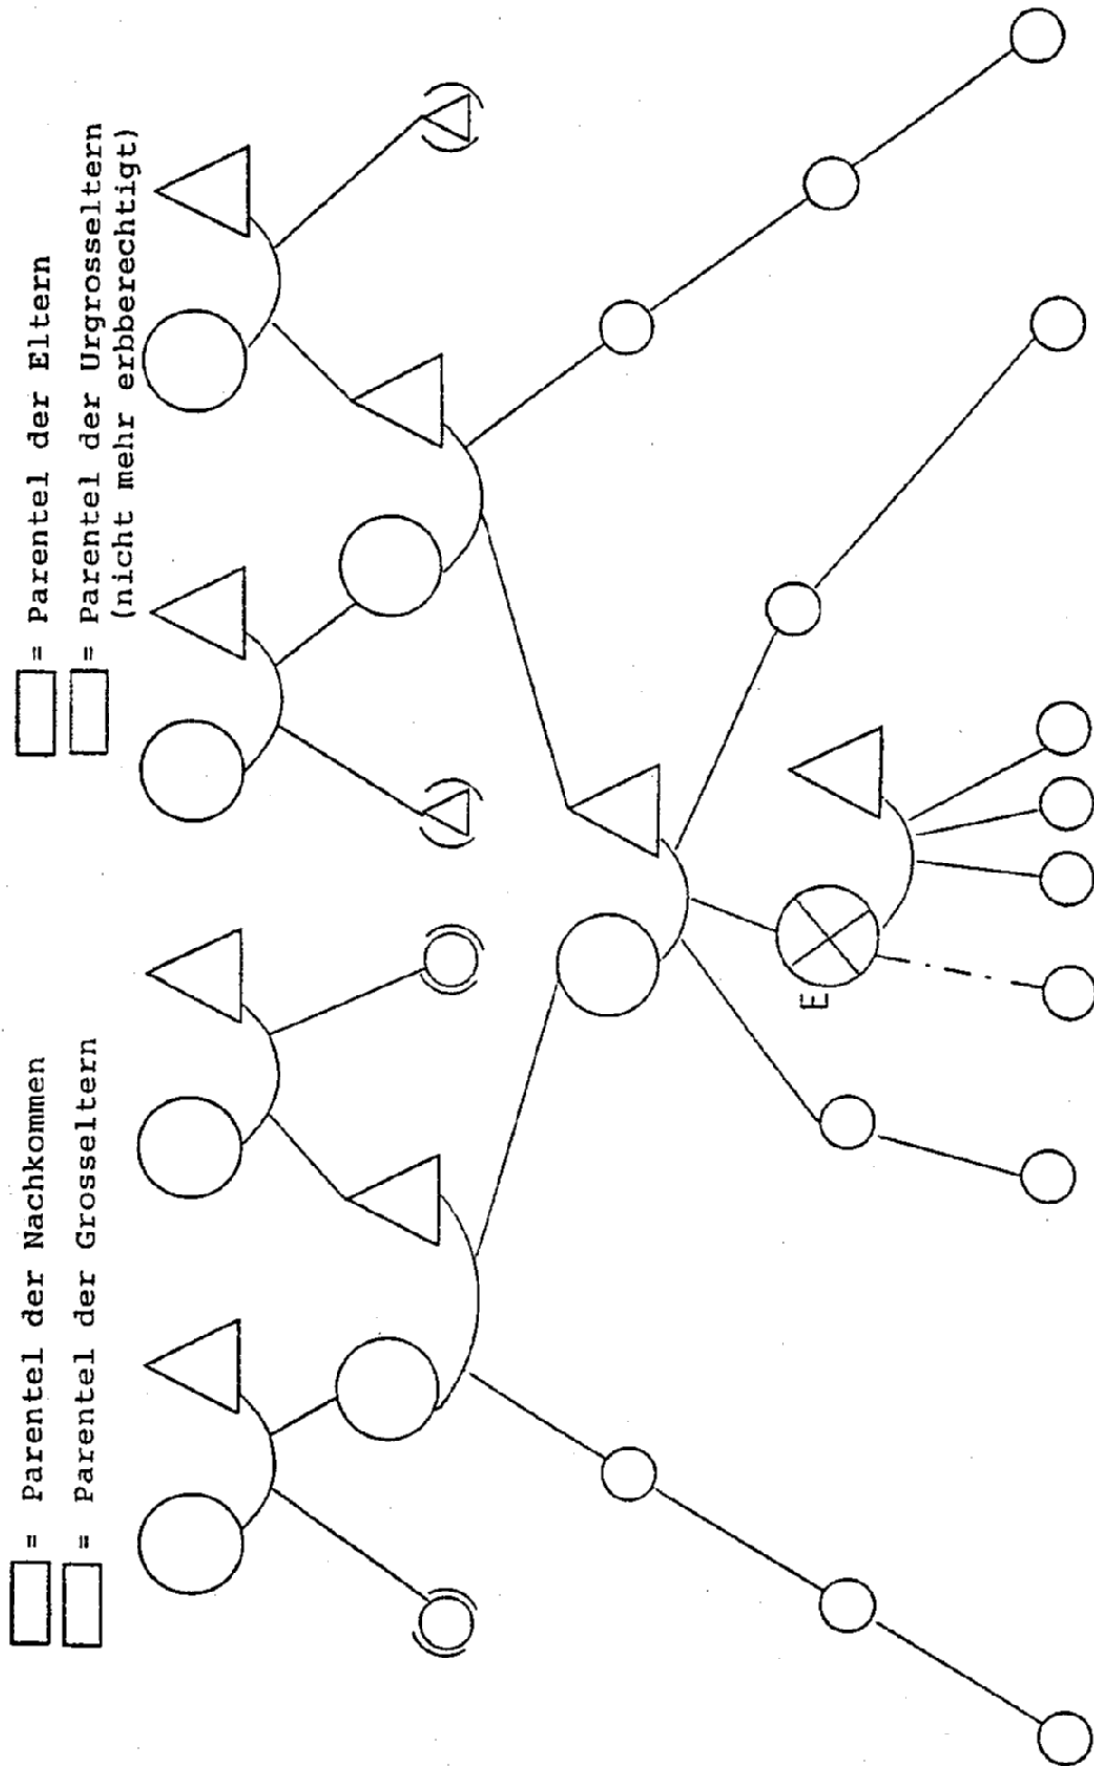 = Parentel der Nachkommen
= Parentel der Grosseltern
= Parentel der Eltern
= Parentel der Urgrosseltern
(nicht mehr erbberechtigt)
E